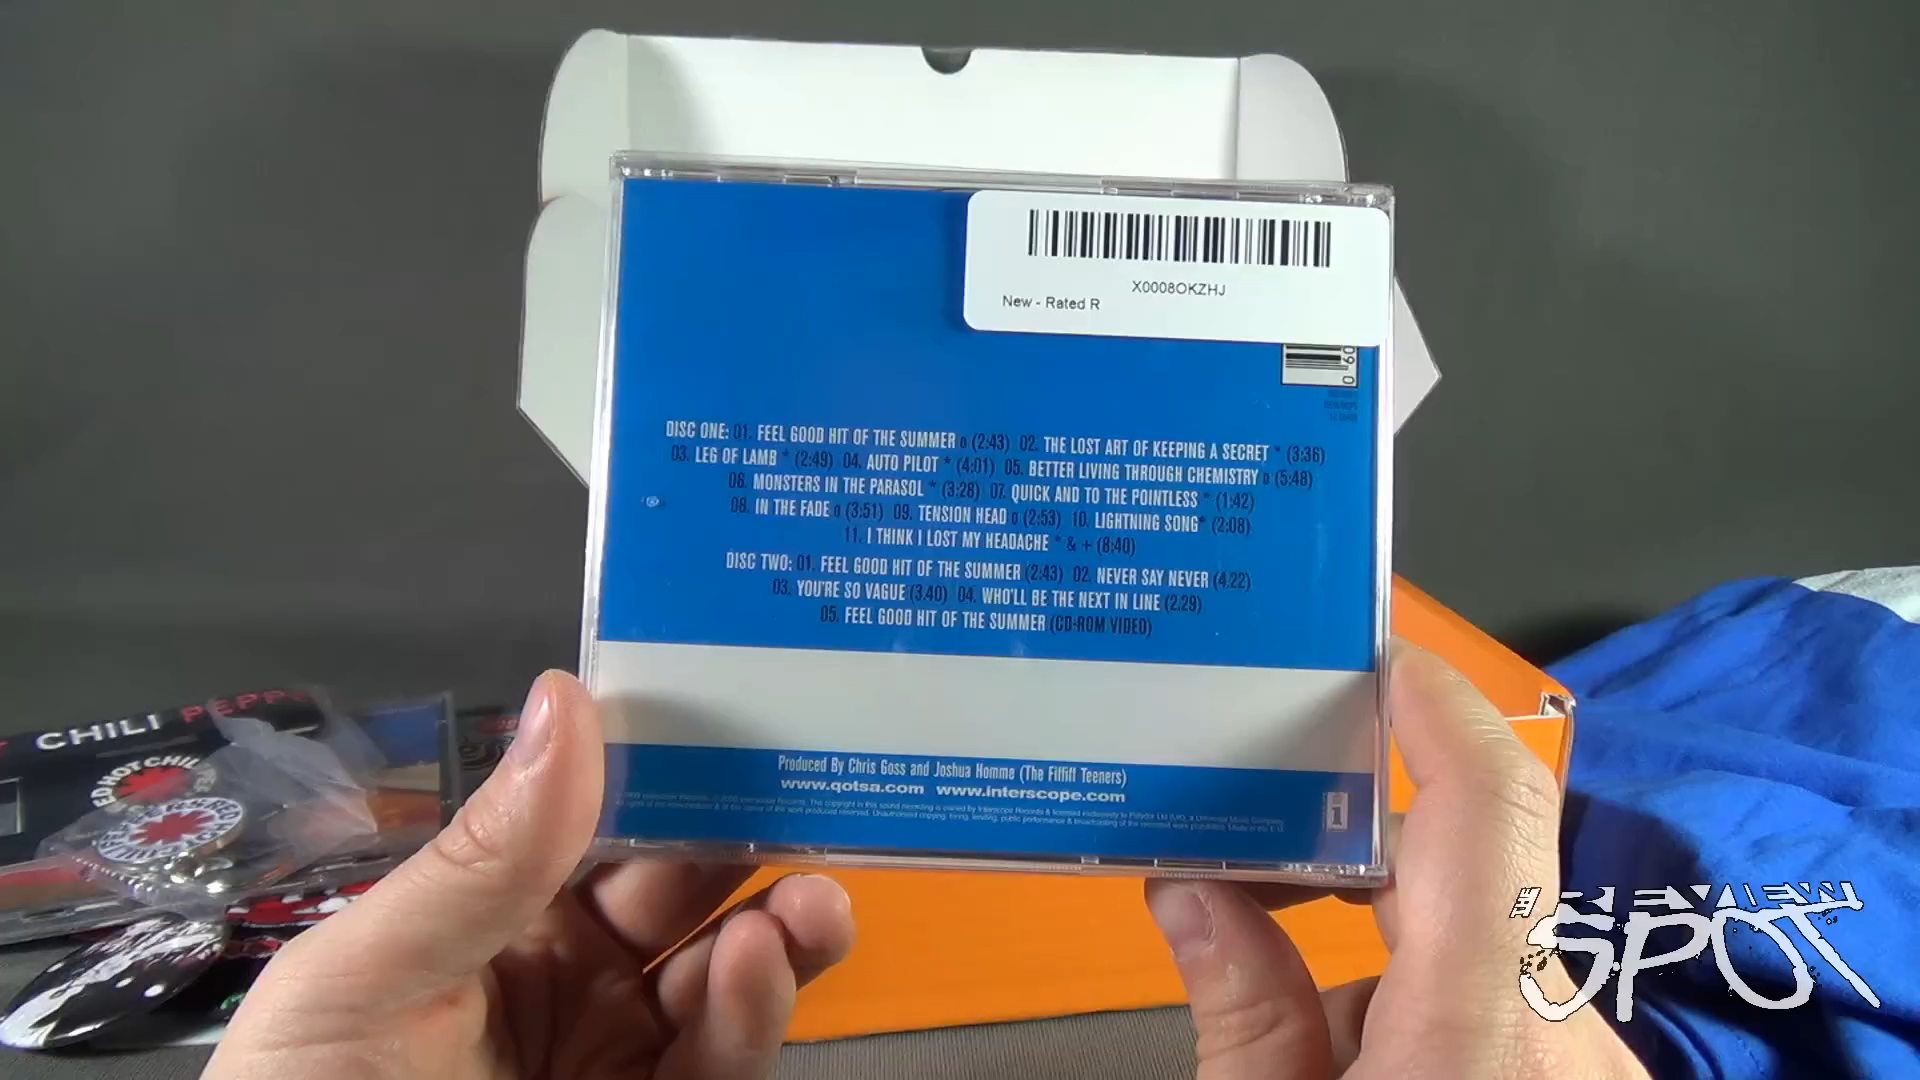 X0008OKZHJ
New - Rated R
0 60
DISC ONE: 01. FEEL GOOD HIT OF THE SUMMER o (2:43) 02. THE LOST ART OF KEEPING A SECRET * (3:36)
03. LEG OF LAMB * (2:49) 04. AUTO PILOT * (4:01) 05. BETTER LIVING THROUGH CHEMISTRY o (5:48)
06. MONSTERS IN THE PARASOL * (3:28) 07. QUICK AND TO THE POINTLESS * (1:42)
08. IN THE FADE o (3:51) 09. TENSION HEAD o (2:53) 10. LIGHTNING SONG* (2:08)
11. I THINK I LOST MY HEADACHE * & + (8:40)
DISC TWO: 01. FEEL GOOD HIT OF THE SUMMER (2:43) 02. NEVER SAY NEVER (4.22)
03. YOU'RE SO VAGUE (3.40) 04. WHO'LL BE THE NEXT IN LINE (2.29)
05. FEEL GOOD HIT OF THE SUMMER (CD-ROM VIDEO)
Produced By Chris Goss and Joshua Homme (The Fififf Teeners)
www.qotsa.com www.interscope.com
CHILI PEPP
ED HOT CHIL
THE REVIEW
SPOT